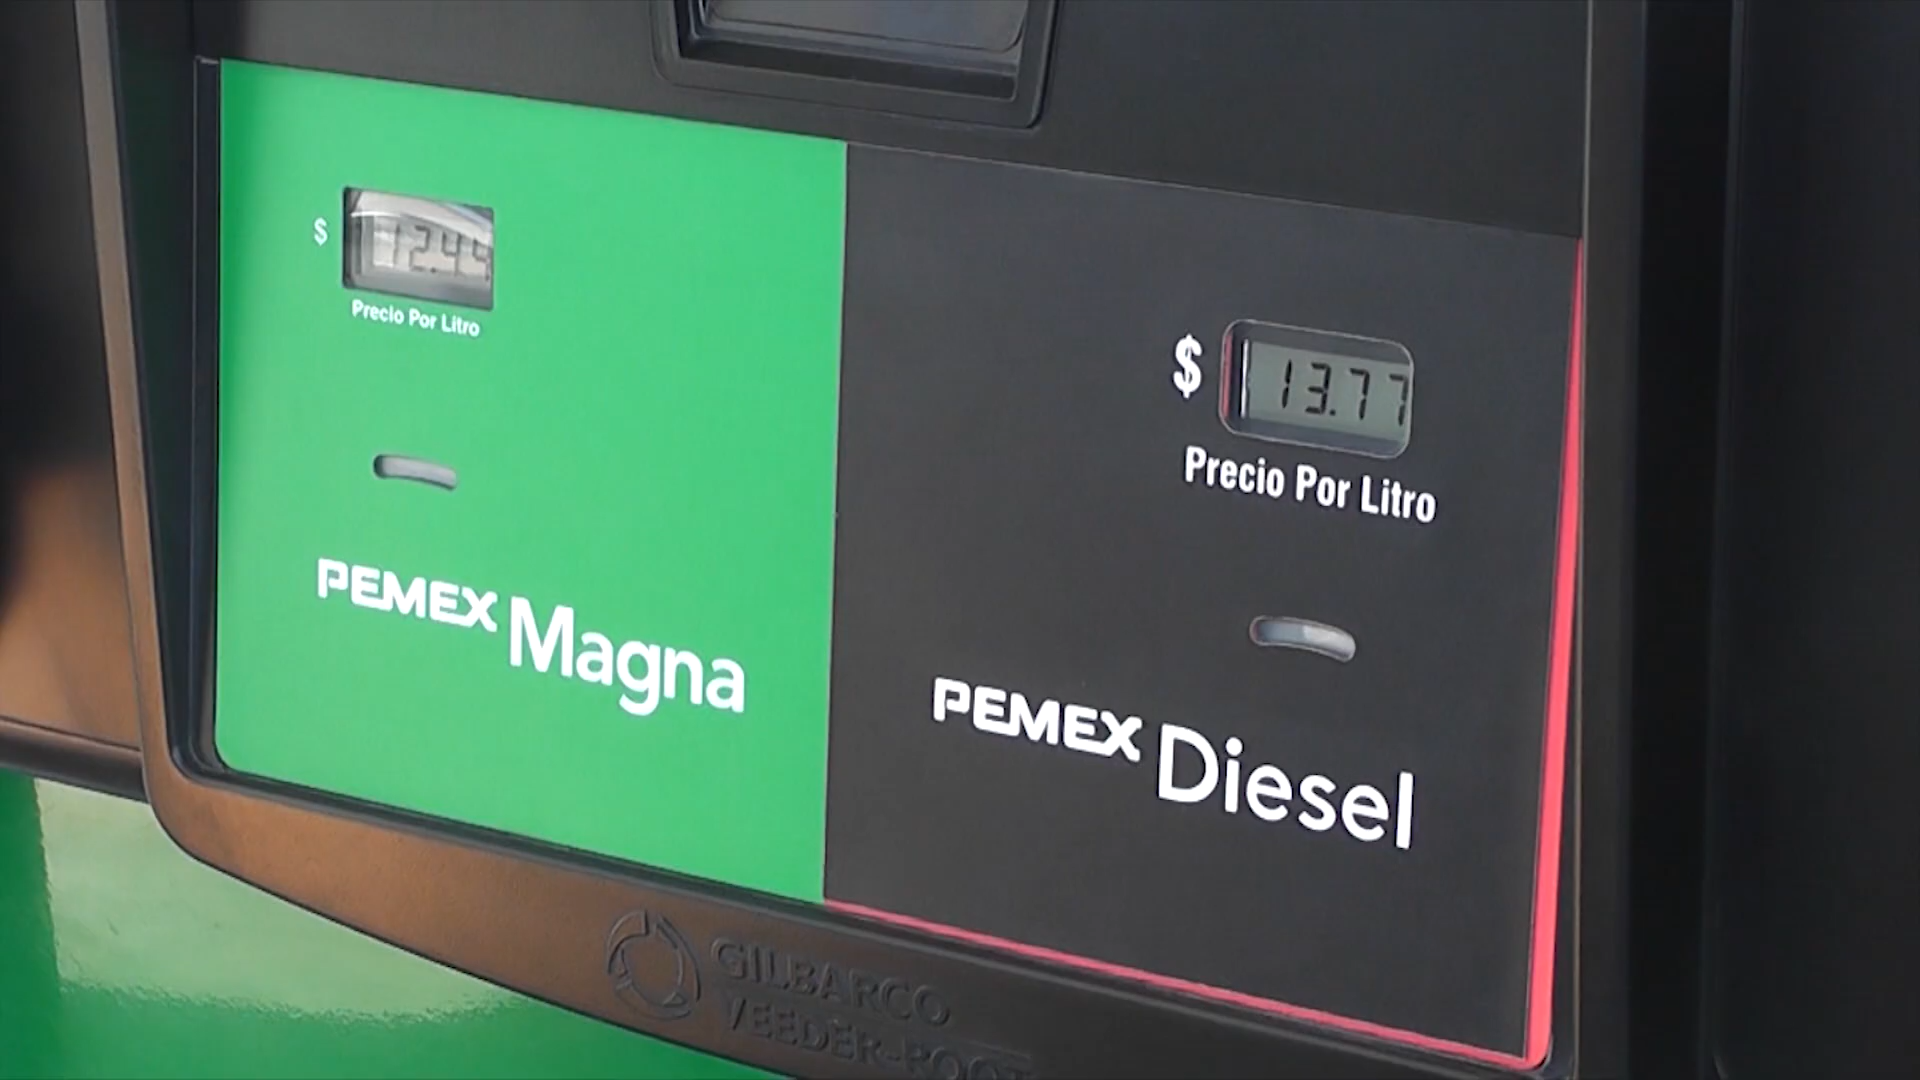 $ 12.44
Precio Por Litro
PEMEX Magna
$ 13.77
Precio Por Litro
PEMEX Diesel
GILBARCO
VEEDER-ROOT